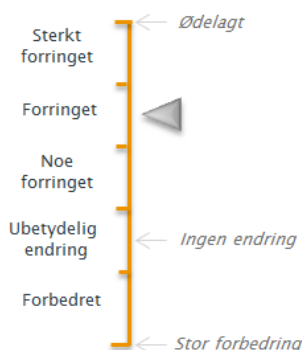 Ødelagt
Sterkt
forringet
Forringet
Noe
forringet
Ubetydelig
endring
Ingen endring
Forbedret
Stor forbedring